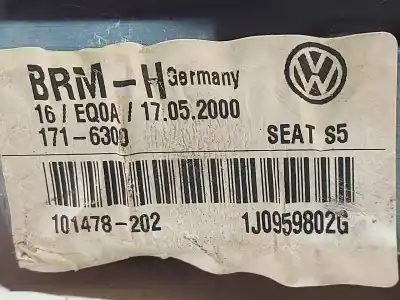 BRM-H Germany
16 / EQ0A / 17.05.2000
171-6300 SEAT S5
101478-202 1J0959802G